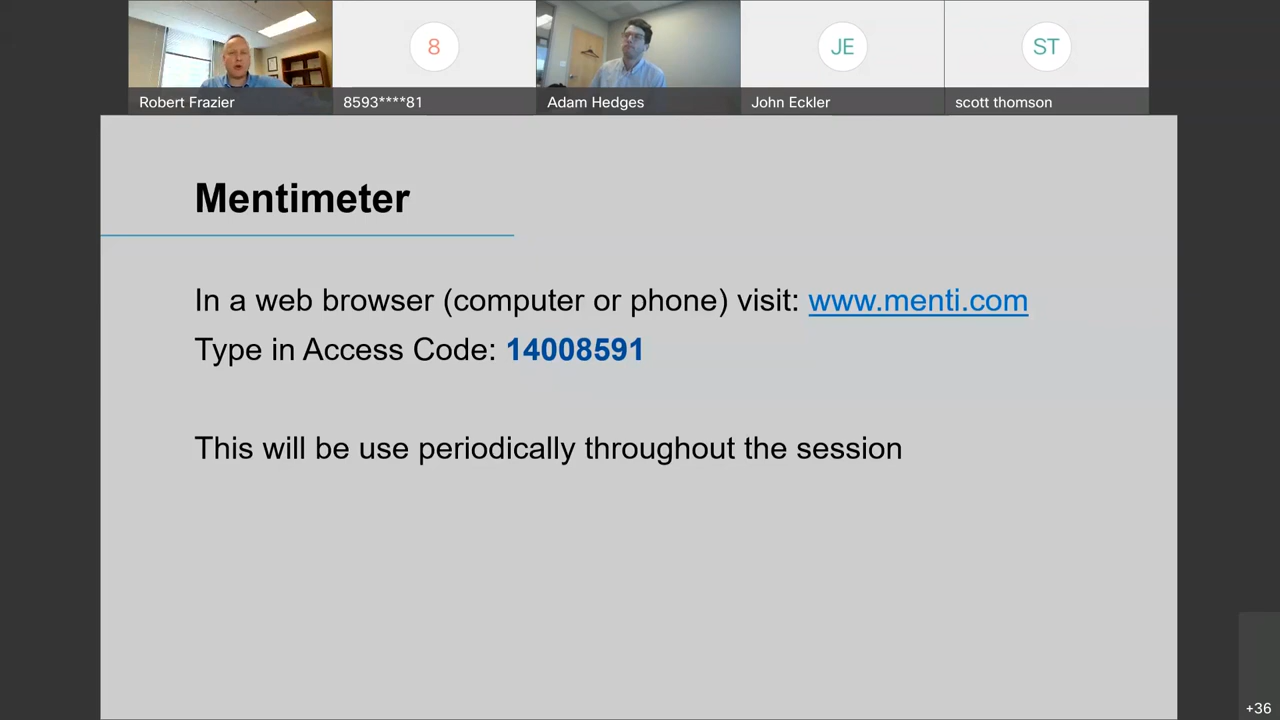 8
JE
ST
Robert Frazier
8593****81
Adam Hedges
John Eckler
scott thomson
Mentimeter
In a web browser (computer or phone) visit: www.menti.com
Type in Access Code: 14008591
This will be use periodically throughout the session
+36